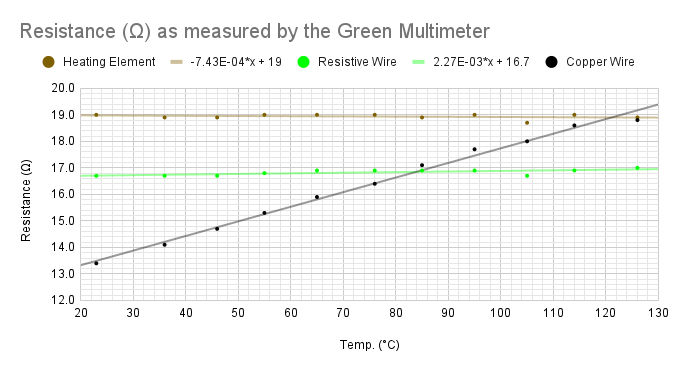 Resistance (Ω) as measured by the Green Multimeter
Heating Element -7.43E-04*x + 19 Resistive Wire 2.27E-03*x + 16.7 Copper Wire
20.0
19.0
18.0
17.0
16.0
15.0
14.0
13.0
12.0
Resistance (Ω)
20 30 40 50 60 70 80 90 100 110 120 130
Temp. (°C)